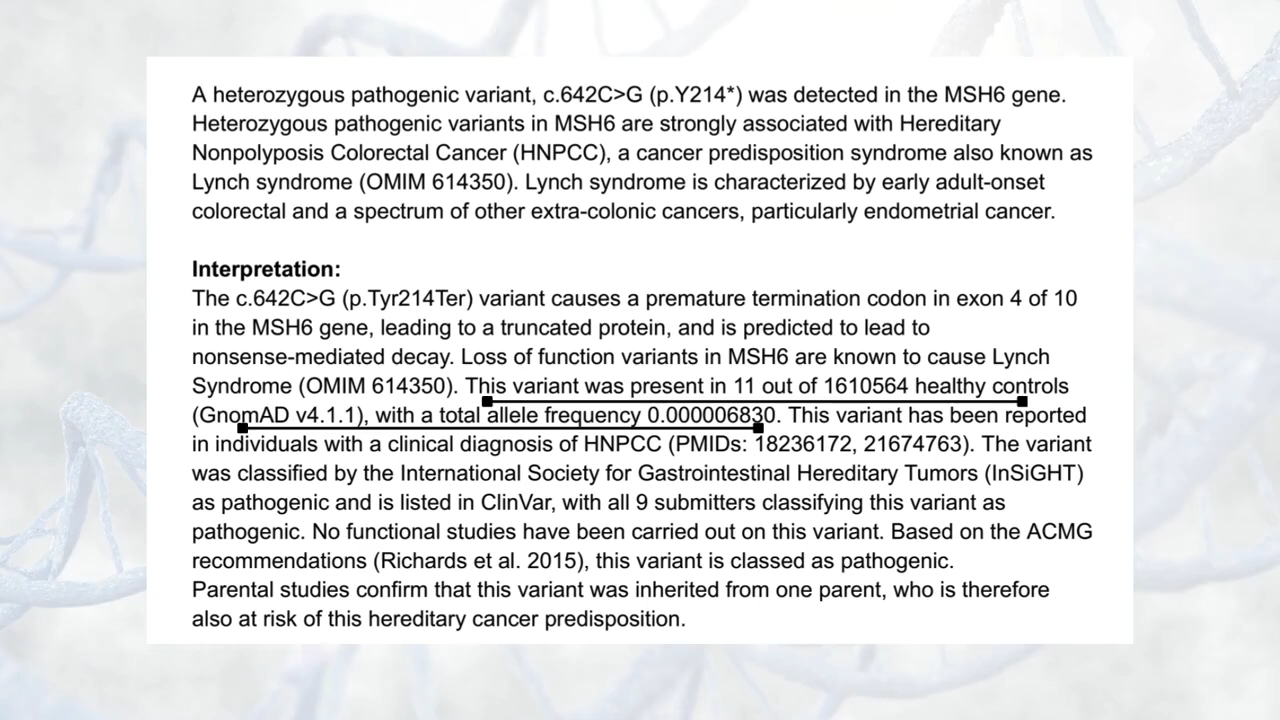 A heterozygous pathogenic variant, c.642C>G (p.Y214*) was detected in the MSH6 gene.
Heterozygous pathogenic variants in MSH6 are strongly associated with Hereditary
Nonpolyposis Colorectal Cancer (HNPCC), a cancer predisposition syndrome also known as
Lynch syndrome (OMIM 614350). Lynch syndrome is characterized by early adult-onset
colorectal and a spectrum of other extra-colonic cancers, particularly endometrial cancer.
Interpretation:
The c.642C>G (p.Tyr214Ter) variant causes a premature termination codon in exon 4 of 10
in the MSH6 gene, leading to a truncated protein, and is predicted to lead to
nonsense-mediated decay. Loss of function variants in MSH6 are known to cause Lynch
Syndrome (OMIM 614350). This variant was present in 11 out of 1610564 healthy controls
(GnomAD v4.1.1), with a total allele frequency 0.000006830. This variant has been reported
in individuals with a clinical diagnosis of HNPCC (PMIDs: 18236172, 21674763). The variant
was classified by the International Society for Gastrointestinal Hereditary Tumors (InSiGHT)
as pathogenic and is listed in ClinVar, with all 9 submitters classifying this variant as
pathogenic. No functional studies have been carried out on this variant. Based on the ACMG
recommendations (Richards et al. 2015), this variant is classed as pathogenic.
Parental studies confirm that this variant was inherited from one parent, who is therefore
also at risk of this hereditary cancer predisposition.